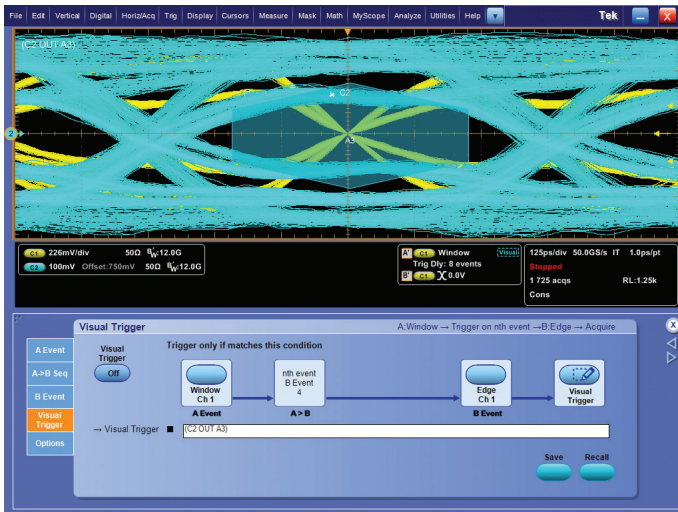 File Edit Vertical Digital Horiz/Acq Trig Display Cursors Measure Mask Math MyScope Analyze Utilities Help Tek X
(C2 OUT A3)
C2
A3
2
C1 226mV/div 50Ω BW:12.0G
C2 100mV Offset:750mV 50Ω BW:12.0G
A' C1 Window Visual
Trig Dly: 8 events
B' C1 0.0V
125ps/div 50.0GS/s IT 1.0ps/pt
Stopped
1 725 acqs RL:1.25k
Cons
Visual Trigger A:Window → Trigger on nth event →B:Edge → Acquire X
A Event
A->B Seq
B Event
Visual
Trigger
Options
Visual
Trigger
Off
Trigger only if matches this condition
Window
Ch 1
A Event
nth event
B Event
4
A > B
Edge
Ch 1
B Event
Visual
Trigger
→ Visual Trigger (C2 OUT A3)
Save Recall